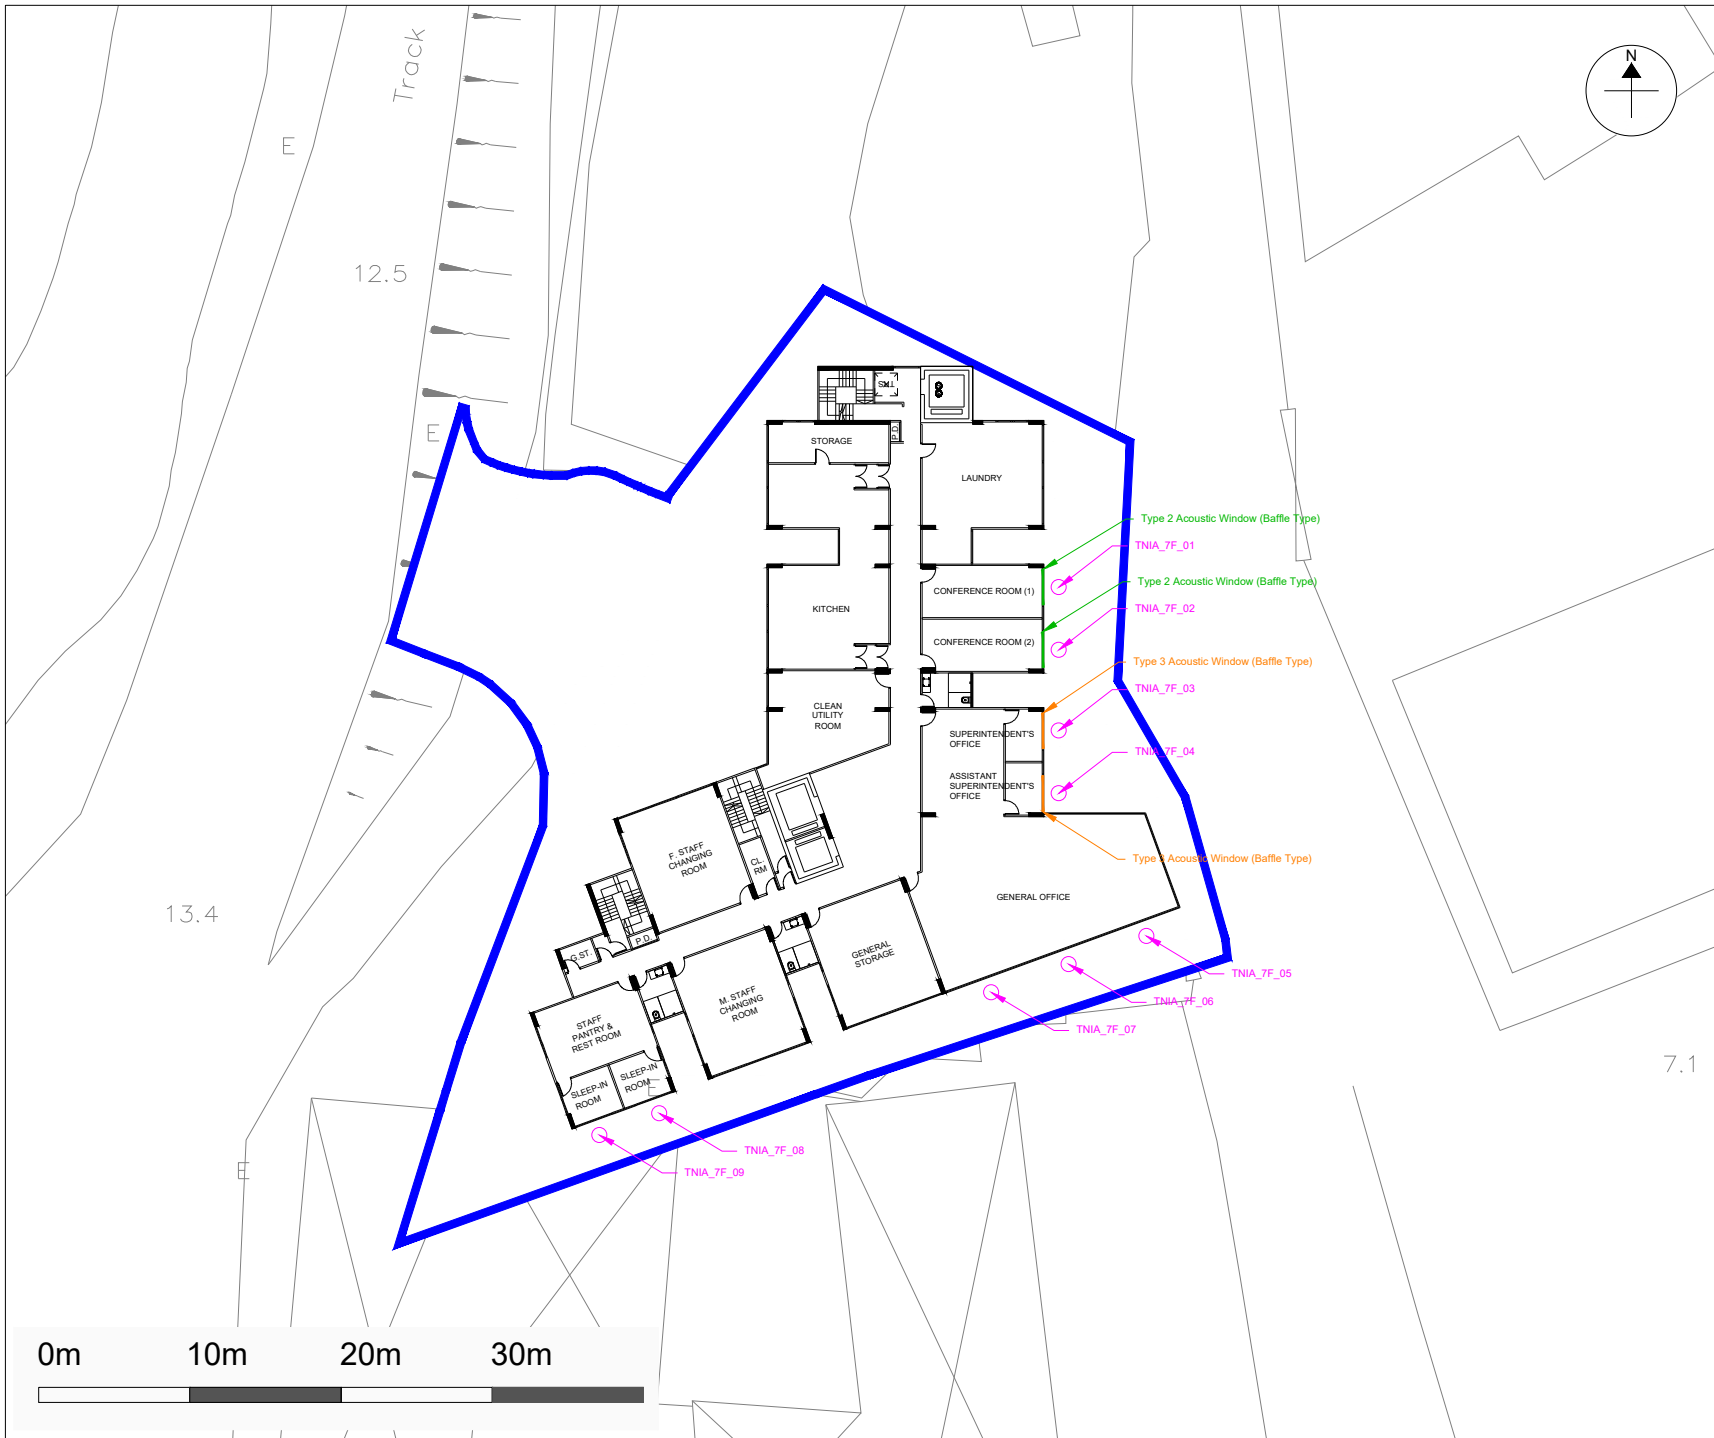 Track
N
E
12.5
E
TRS
P.D.
STORAGE
LAUNDRY
Type 2 Acoustic Window (Baffle Type)
TNIA_7F_01
Type 2 Acoustic Window (Baffle Type)
CONFERENCE ROOM (1)
KITCHEN
TNIA_7F_02
CONFERENCE ROOM (2)
Type 3 Acoustic Window (Baffle Type)
TNIA_7F_03
CLEAN
UTILITY
ROOM
SUPERINTENDENT'S
OFFICE
TNIA_7F_04
ASSISTANT
SUPERINTENDENT'S
OFFICE
F. STAFF
CHANGING
ROOM
CL.
RM
Type 3 Acoustic Window (Baffle Type)
GENERAL OFFICE
13.4
P.D.
G.ST.
GENERAL
STORAGE
TNIA_7F_05
M. STAFF
CHANGING
ROOM
TNIA_7F_06
STAFF
PANTRY &
REST ROOM
TNIA_7F_07
7.1
SLEEP-IN
ROOM
SLEEP-IN
ROOM
E
TNIA_7F_08
E
TNIA_7F_09
0m 10m 20m 30m